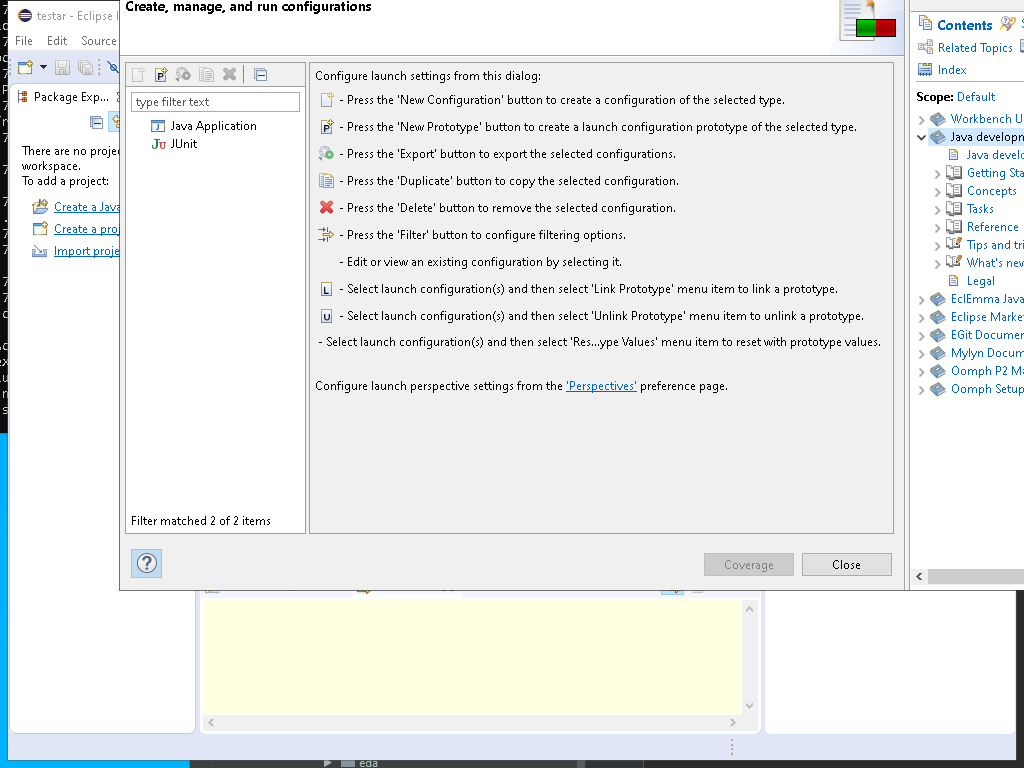 Create, manage, and run configurations
testar - Eclipse
File Edit Source
Package Exp...
There are no
workspace.
To add a project:
Create a Java
Create a
Import
type filter text
Java Application
JUnit
Filter matched 2 of 2 items
Configure launch settings from this dialog:
- Press the 'New Configuration' button to create a configuration of the selected type.
- Press the 'New Prototype' button to create a launch configuration prototype of the selected type.
- Press the 'Export' button to export the selected configurations.
- Press the 'Duplicate' button to copy the selected configuration.
- Press the 'Delete' button to remove the selected configuration.
- Press the 'Filter' button to configure filtering options.
- Edit or view an existing configuration by selecting it.
- Select launch configuration(s) and then select 'Link Prototype' menu item to link a prototype.
- Select launch configuration(s) and then select 'Unlink Prototype' menu item to unlink a prototype.
- Select launch configuration(s) and then select 'Res...ype Values' menu item to reset with prototype values.
Configure launch perspective settings from the 'Perspectives' preference page.
Coverage
Close
Contents
Related Topics
Index
Scope: Default
Workbench U
Java developn
Java develo
Getting Sta
Concepts
Tasks
Reference
Tips and tri
What's new
Legal
EclEmma Java
Eclipse Marke
EGit Documen
Mylyn Docum
Oomph P2 Ma
Oomph Setup
eda